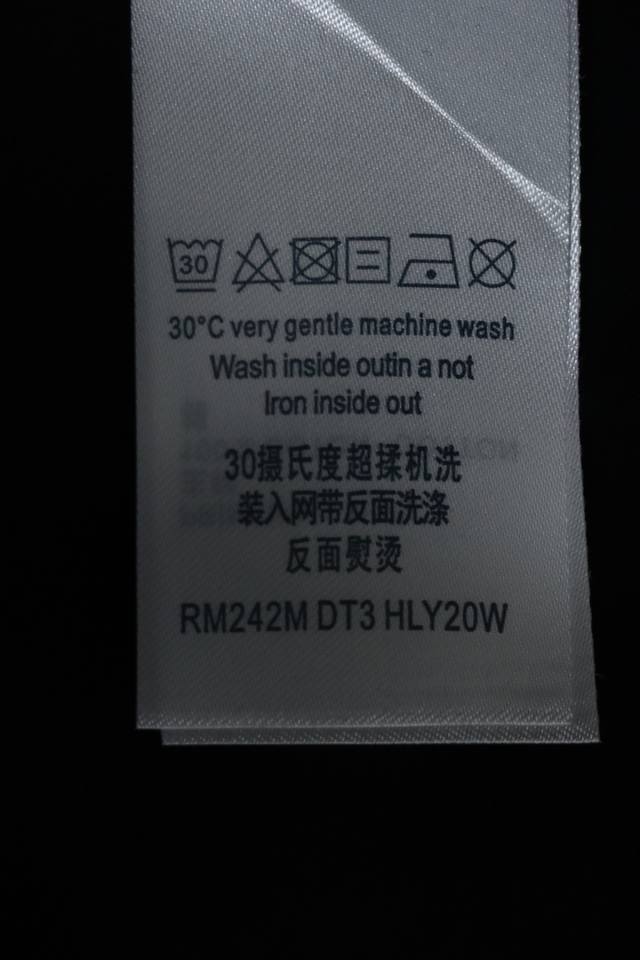 30
30°C very gentle machine wash
Wash inside outin a not
Iron inside out
30摄氏度超揉机洗
装入网带反面洗涤
反面熨烫
RM242M DT3 HLY20W